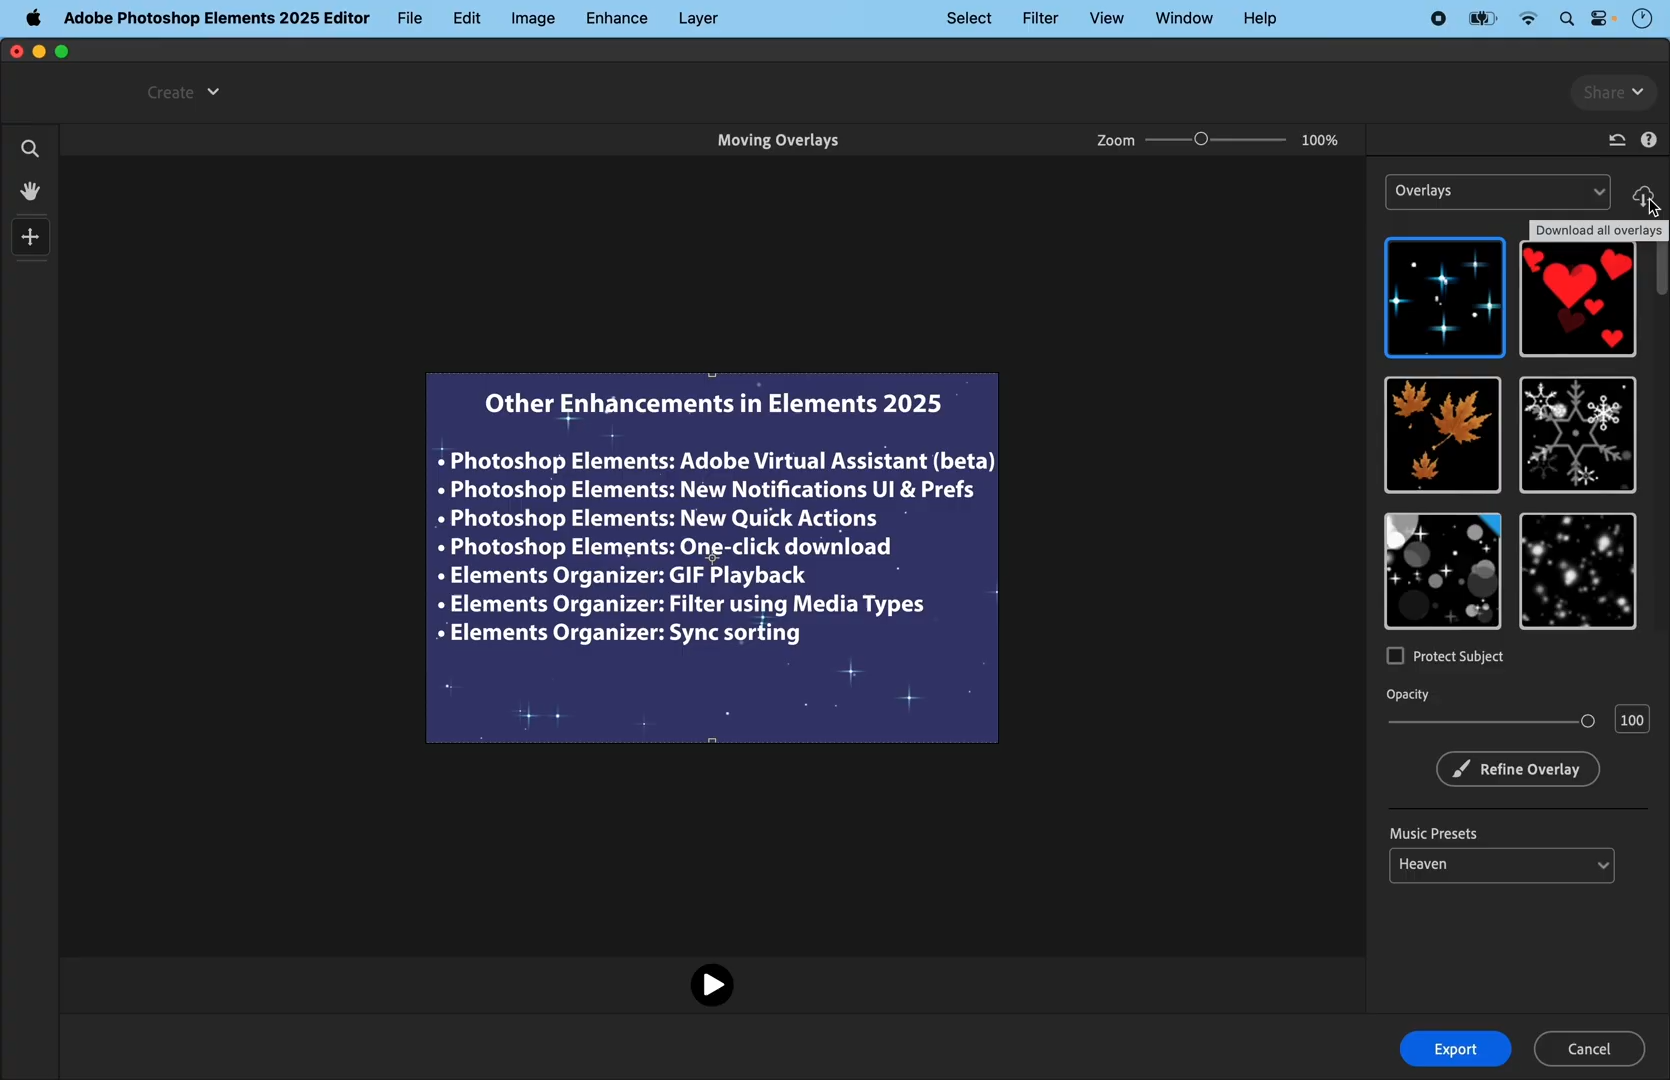 Adobe Photoshop Elements 2025 Editor File Edit Image Enhance Layer Select Filter View Window Help
Create
Share
Moving Overlays
Zoom
100%
Overlays
Download all overlays
Other Enhancements in Elements 2025
• Photoshop Elements: Adobe Virtual Assistant (beta)
• Photoshop Elements: New Notifications UI & Prefs
• Photoshop Elements: New Quick Actions
• Photoshop Elements: One-click download
• Elements Organizer: GIF Playback
• Elements Organizer: Filter using Media Types
• Elements Organizer: Sync sorting
Protect Subject
Opacity
100
Refine Overlay
Music Presets
Heaven
Export
Cancel